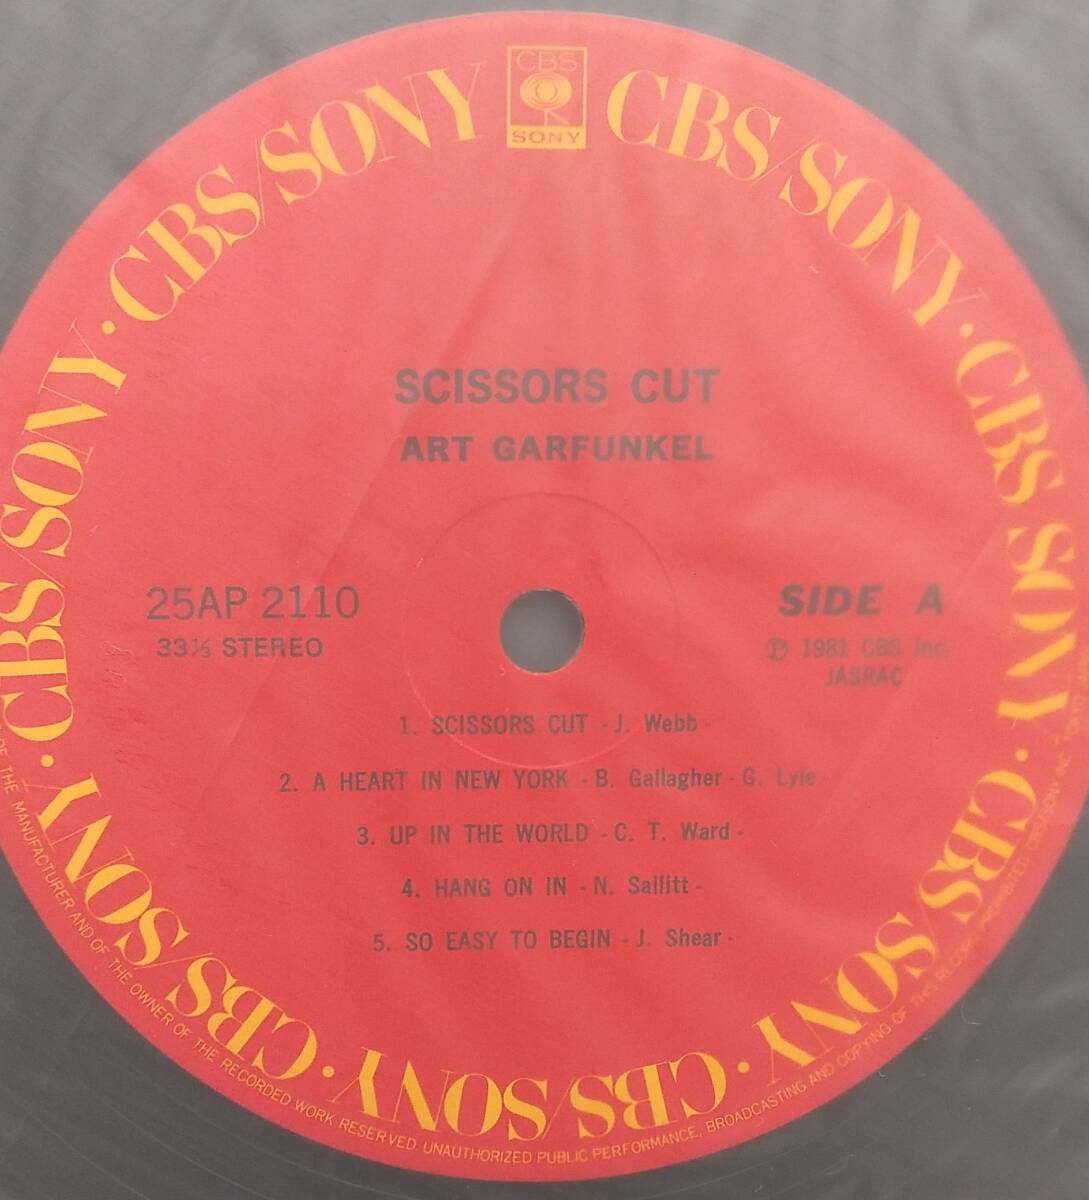 CBS
SONY
CBS/SONY · CBS/SONY · CBS/SONY · CBS/SONY · CBS/SONY · CBS/SONY · CBS/SONY · CBS SONY
SCISSORS CUT
ART GARFUNKEL
25AP 2110
33⅓ STEREO
SIDE A
Ⓟ 1981 CBS Inc.
JASRAC
1. SCISSORS CUT - J. Webb -
2. A HEART IN NEW YORK - B. Gallagher - G. Lyle -
3. UP IN THE WORLD - C. T. Ward -
4. HANG ON IN - N. Sallitt -
5. SO EASY TO BEGIN - J. Shear -
OF THE MANUFACTURER AND OF THE OWNER OF THE RECORDED WORK RESERVED UNAUTHORIZED PUBLIC PERFORMANCE, BROADCASTING AND COPYING OF THIS RECORD PROHIBITED. CBS/SONY INC.